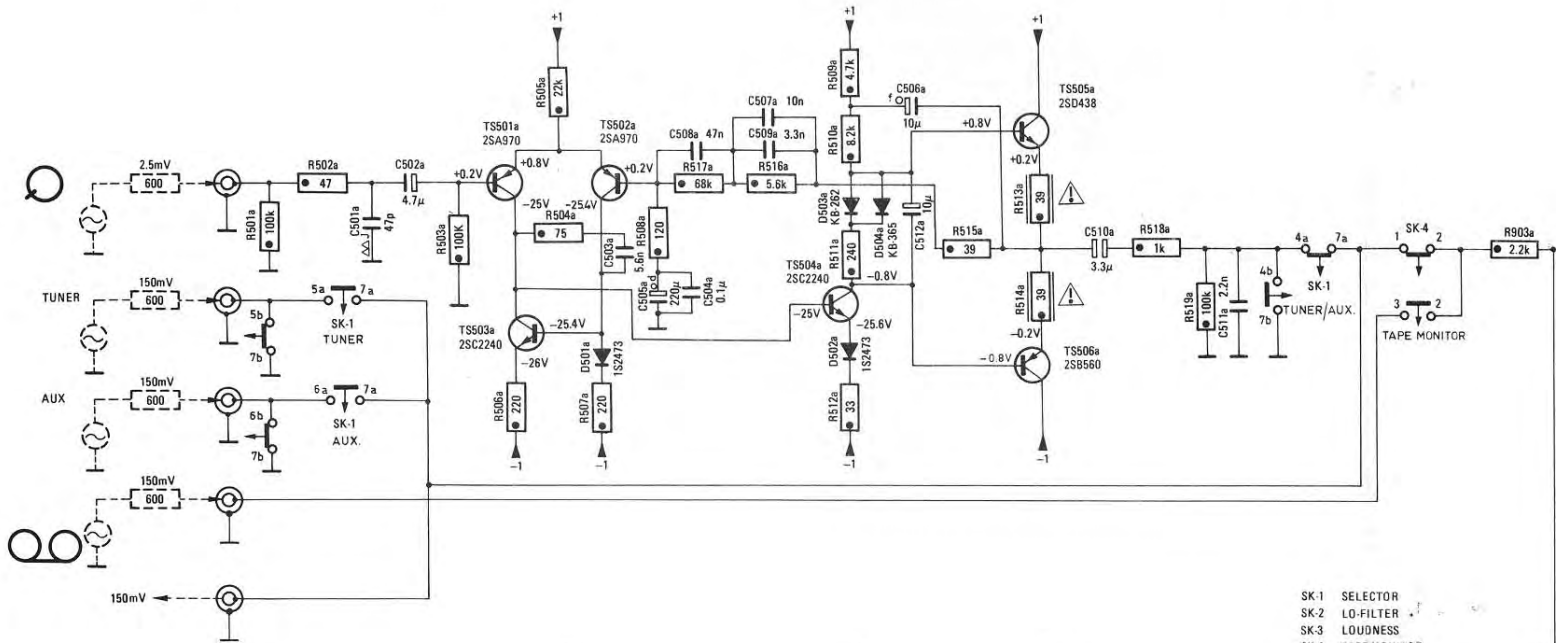 +1
+1
+1
R505a
22k
R509a
4.7k
C506a
f
10µ
TS505a
2SD438
C507a 10n
TS501a
2SA970
TS502a
2SA970
C508a 47n
C509a 3.3n
R510a
8.2k
+0.8V
2.5mV
600
R502a
47
C502a
4.7µ
+0.2V
+0.8V
+0.2V
R517a
68k
R516a
5.6k
+0.2V
R501a
100k
C501a
47p
R503a
100K
-25V
-25.4V
R504a
75
C503a
5.6n
R508a
120
D503a
KB-262
D504a
KB-365
10µ
C512a
R513a
39
R511a
240
R515a
39
C510a
3.3µ
R518a
1k
4a
7a
SK-1
TUNER/AUX.
SK-4
1
2
R903a
2.2k
TUNER
150mV
600
5a
7a
SK-1
TUNER
5b
7b
d
C505a
220µ
C504a
0.1µ
TS504a
2SC2240
-0.8V
-25V
-25.6V
R514a
39
R519a
100k
C511a
2.2n
4b
7b
3
2
TAPE MONITOR
TS503a
2SC2240
-25.4V
-26V
D501a
1S2473
D502a
1S2473
-0.2V
-0.8V
TS506a
2SB560
AUX
150mV
600
6a
7a
SK-1
AUX.
6b
7b
R506a
220
R507a
220
R512a
33
-1
-1
-1
-1
150mV
600
150mV
SK-1 SELECTOR
SK-2 LO-FILTER
SK-3 LOUDNESS